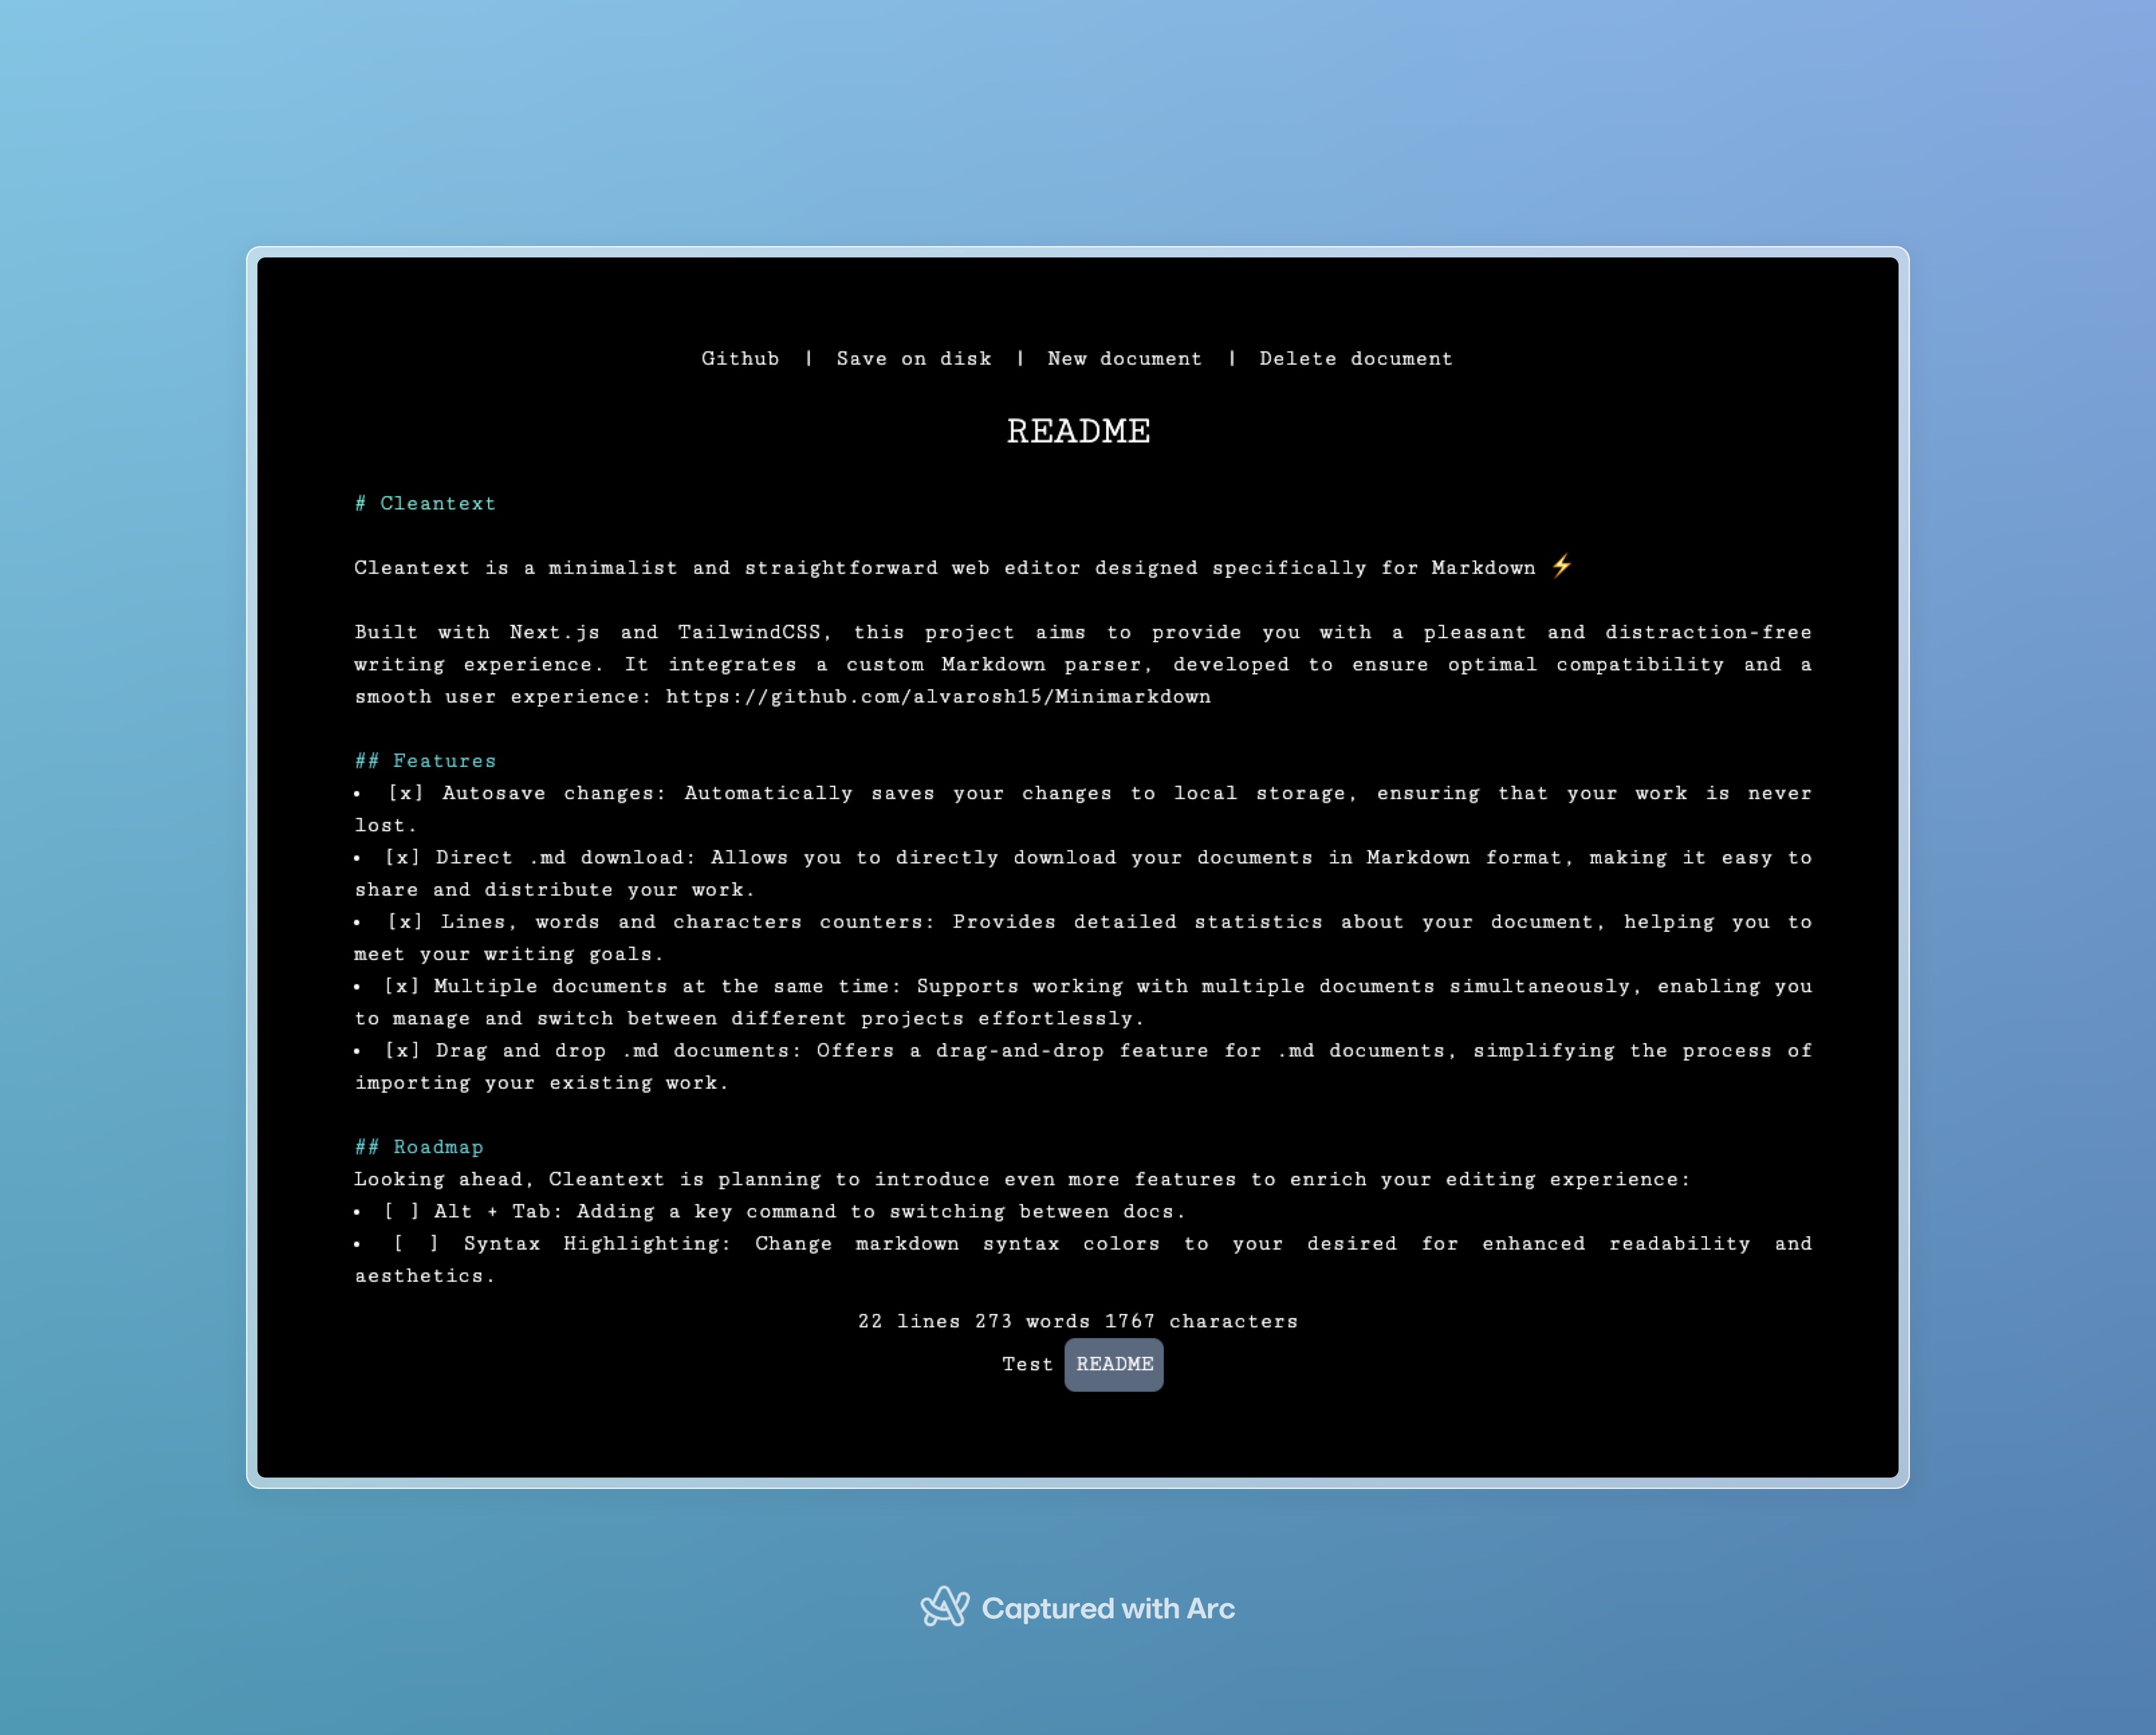 Github | Save on disk | New document | Delete document
README
# Cleantext
Cleantext is a minimalist and straightforward web editor designed specifically for Markdown ⚡
Built with Next.js and TailwindCSS, this project aims to provide you with a pleasant and distraction-free
writing experience. It integrates a custom Markdown parser, developed to ensure optimal compatibility and a
smooth user experience: https://github.com/alvarosh15/Minimarkdown
## Features
• [x] Autosave changes: Automatically saves your changes to local storage, ensuring that your work is never
lost.
• [x] Direct .md download: Allows you to directly download your documents in Markdown format, making it easy to
share and distribute your work.
• [x] Lines, words and characters counters: Provides detailed statistics about your document, helping you to
meet your writing goals.
• [x] Multiple documents at the same time: Supports working with multiple documents simultaneously, enabling you
to manage and switch between different projects effortlessly.
• [x] Drag and drop .md documents: Offers a drag-and-drop feature for .md documents, simplifying the process of
importing your existing work.
## Roadmap
Looking ahead, Cleantext is planning to introduce even more features to enrich your editing experience:
• [ ] Alt + Tab: Adding a key command to switching between docs.
• [ ] Syntax Highlighting: Change markdown syntax colors to your desired for enhanced readability and
aesthetics.
22 lines 273 words 1767 characters
Test README
Captured with Arc